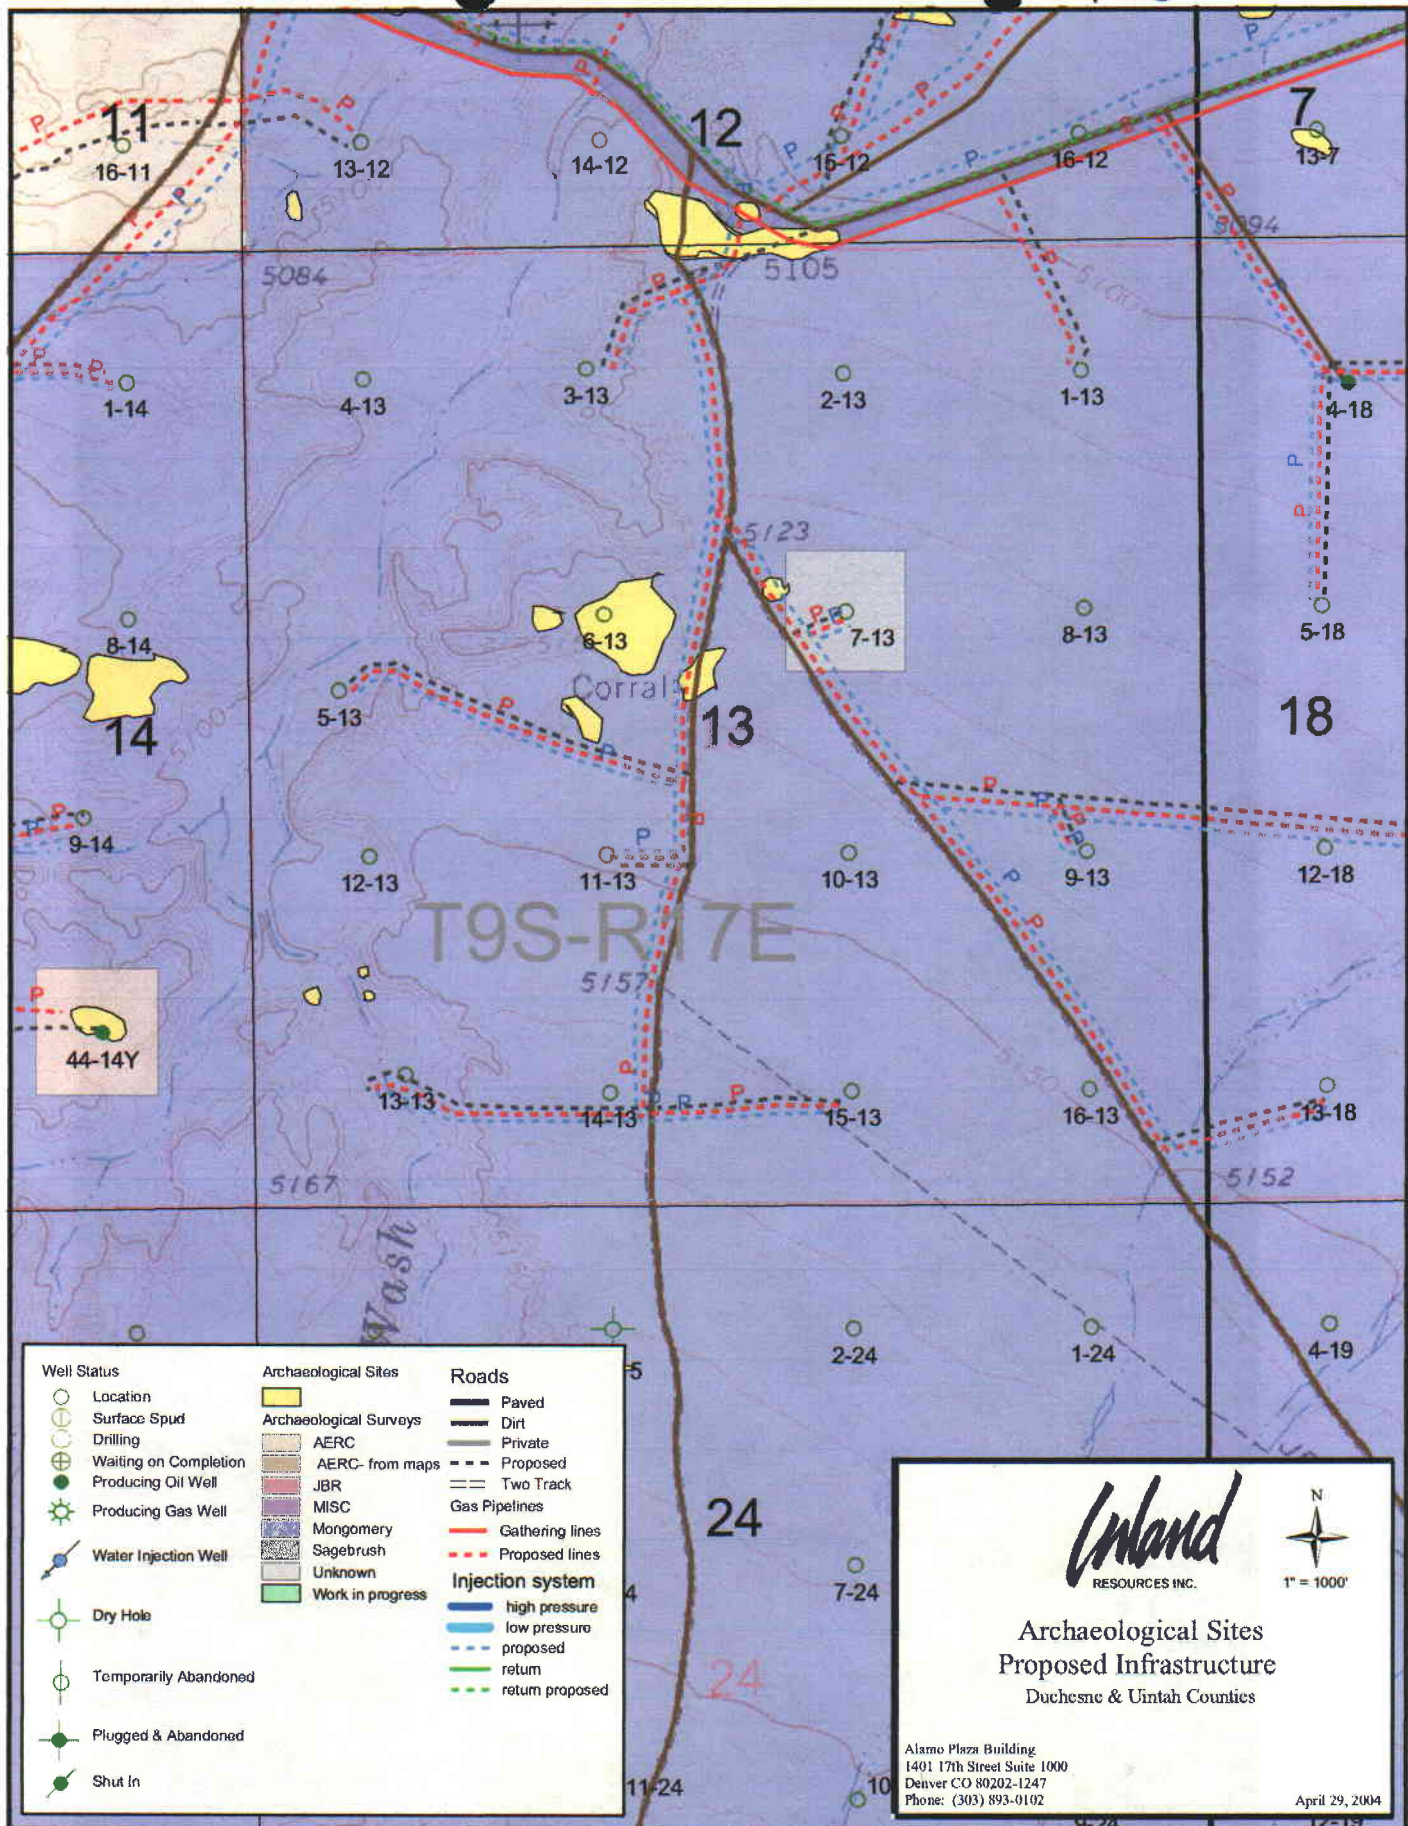 11
12
7
16-11
13-12
14-12
15-12
16-12
13-7
5094
5084
5105
5100
1-14
4-13
3-13
2-13
1-13
4-18
5123
8-14
6-13
7-13
8-13
5-18
Corral
5-13
14
13
18
5100
9-14
12-13
11-13
10-13
9-13
12-18
T9S-R17E
5157
44-14Y
13-13
14-13
15-13
16-13
13-18
5167
5152
Wash
2-24
1-24
4-19
5
24
4
7-24
24
11-24
10
9-24
12-19
Well Status
Location
Surface Spud
Drilling
Waiting on Completion
Producing Oil Well
Producing Gas Well
Water Injection Well
Dry Hole
Temporarily Abandoned
Plugged & Abandoned
Shut In
Archaeological Sites
Archaeological Surveys
AERC
AERC- from maps
JBR
MISC
Mongomery
Sagebrush
Unknown
Work in progress
Roads
Paved
Dirt
Private
Proposed
Two Track
Gas Pipelines
Gathering lines
Proposed lines
Injection system
high pressure
low pressure
proposed
return
return proposed
Inland
RESOURCES INC.
N
1" = 1000'
Archaeological Sites
Proposed Infrastructure
Duchesne & Uintah Counties
Alamo Plaza Building
1401 17th Street Suite 1000
Denver CO 80202-1247
Phone: (303) 893-0102
April 29, 2004